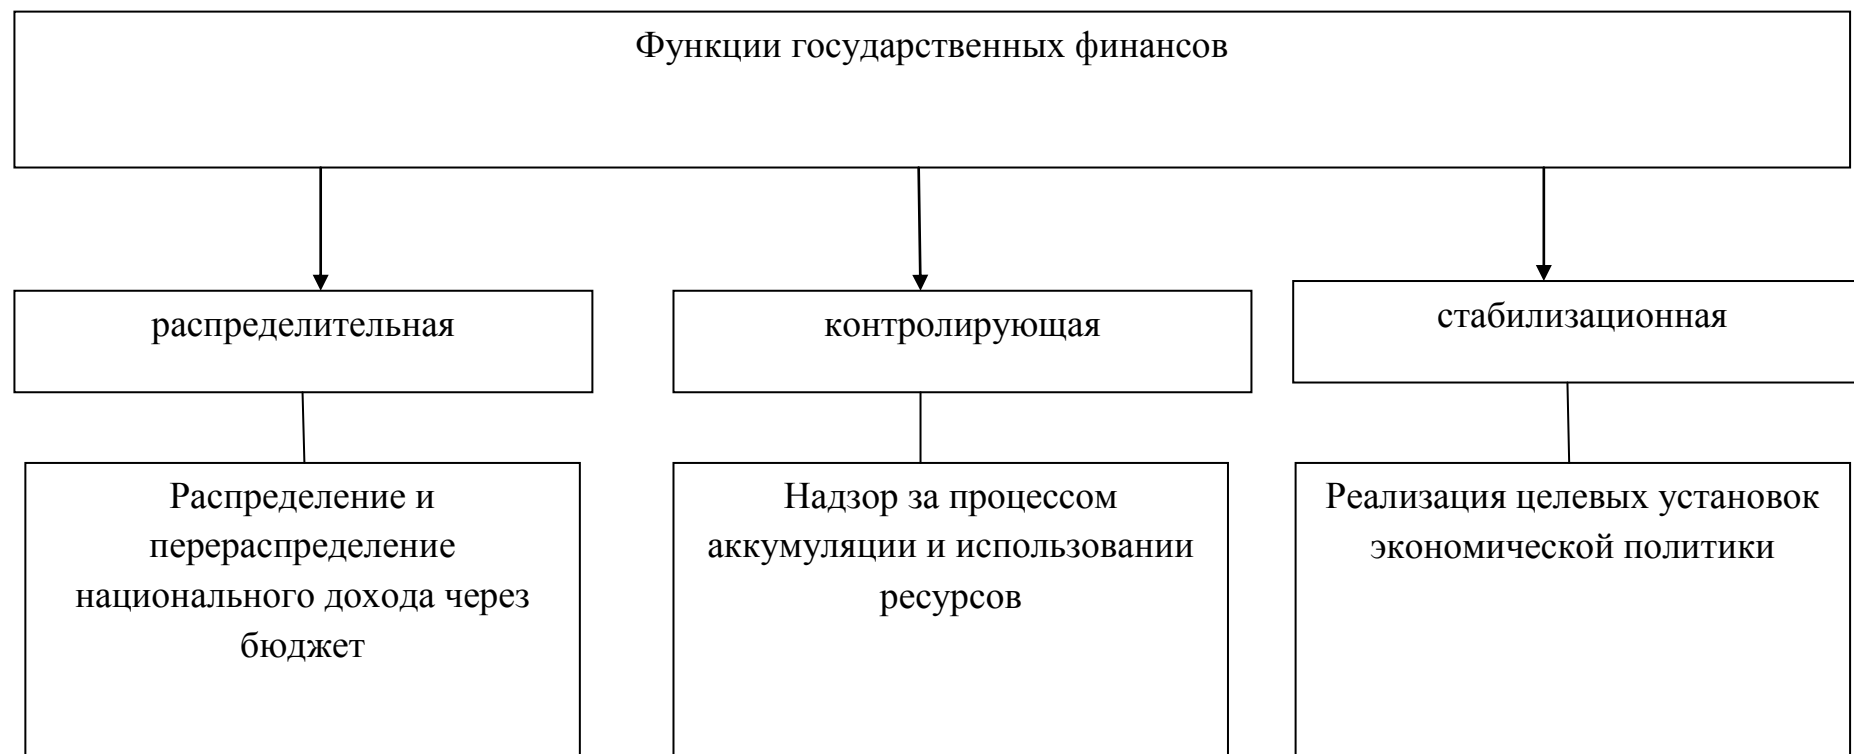 Функции государственных финансов
распределительная
контролирующая
стабилизационная
Распределение и
перераспределение
национального дохода через
бюджет
Надзор за процессом
аккумуляции и использовании
ресурсов
Реализация целевых установок
экономической политики